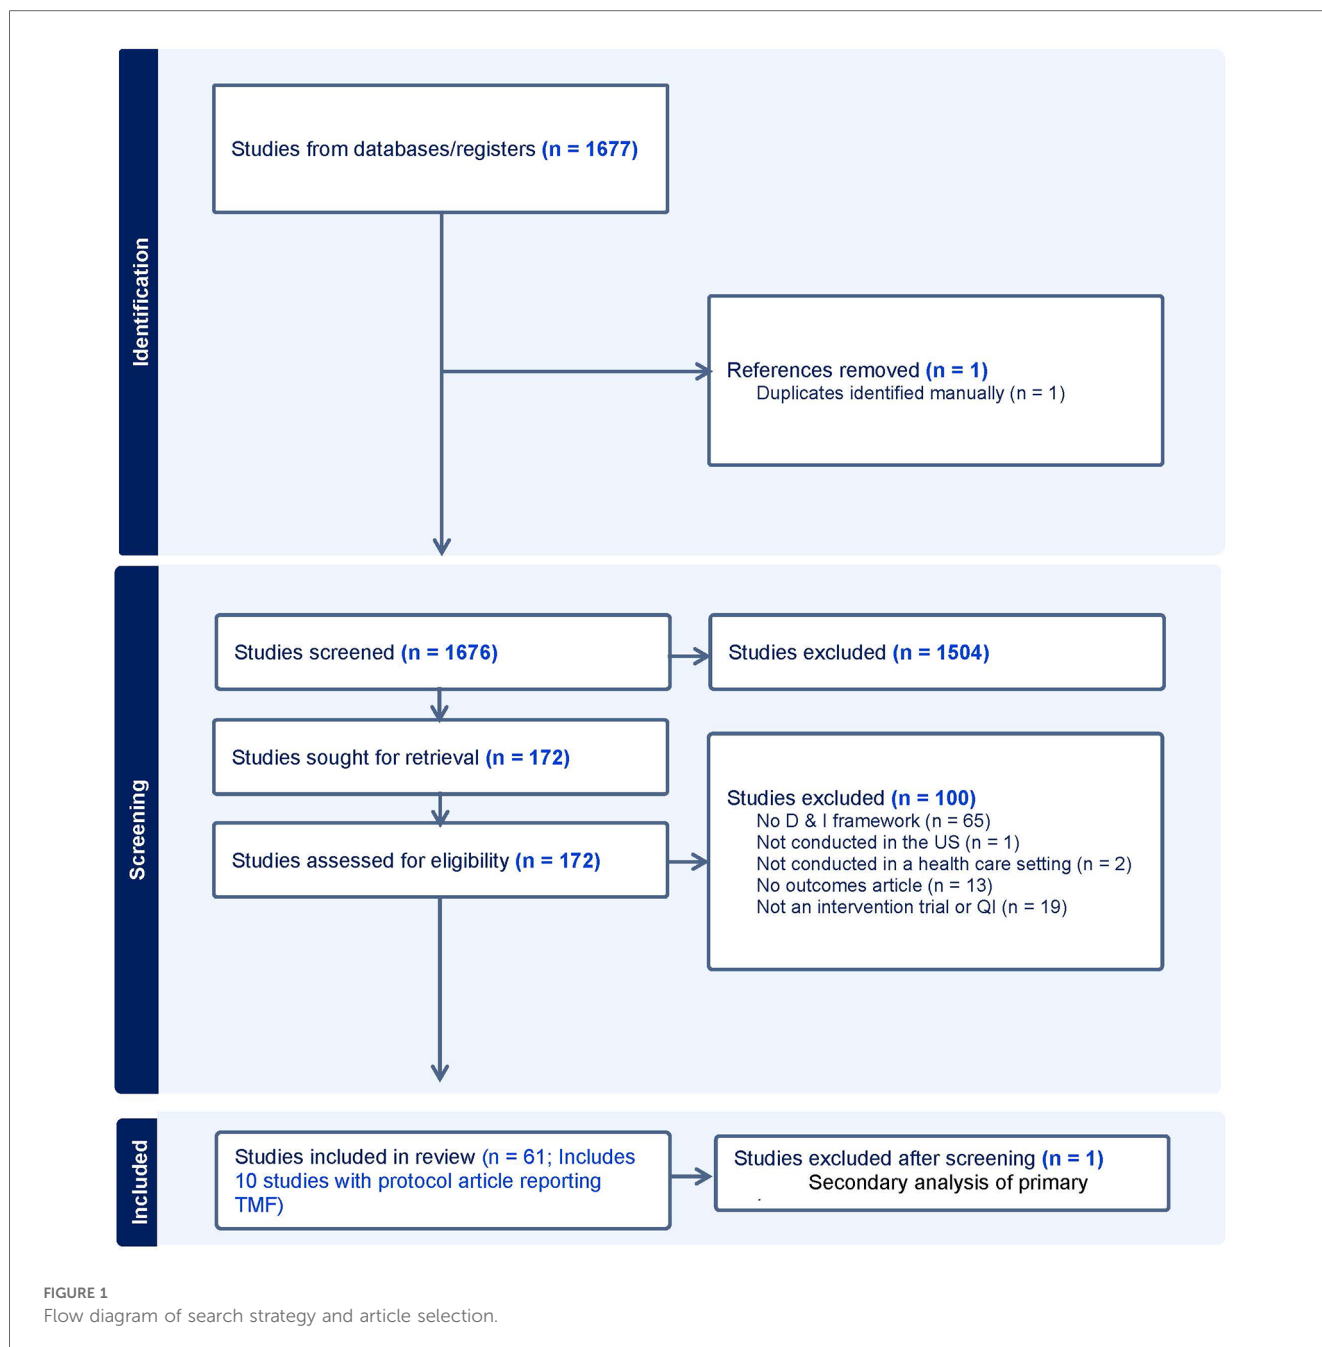 Identification
Studies from databases/registers (n = 1677)
References removed (n = 1)
Duplicates identified manually (n = 1)
Screening
Studies screened (n = 1676)
Studies excluded (n = 1504)
Studies sought for retrieval (n = 172)
Studies assessed for eligibility (n = 172)
Studies excluded (n = 100)
No D & I framework (n = 65)
Not conducted in the US (n = 1)
Not conducted in a health care setting (n = 2)
No outcomes article (n = 13)
Not an intervention trial or QI (n = 19)
Included
Studies included in review (n = 61; Includes
10 studies with protocol article reporting
TMF)
Studies excluded after screening (n = 1)
Secondary analysis of primary
FIGURE 1
Flow diagram of search strategy and article selection.